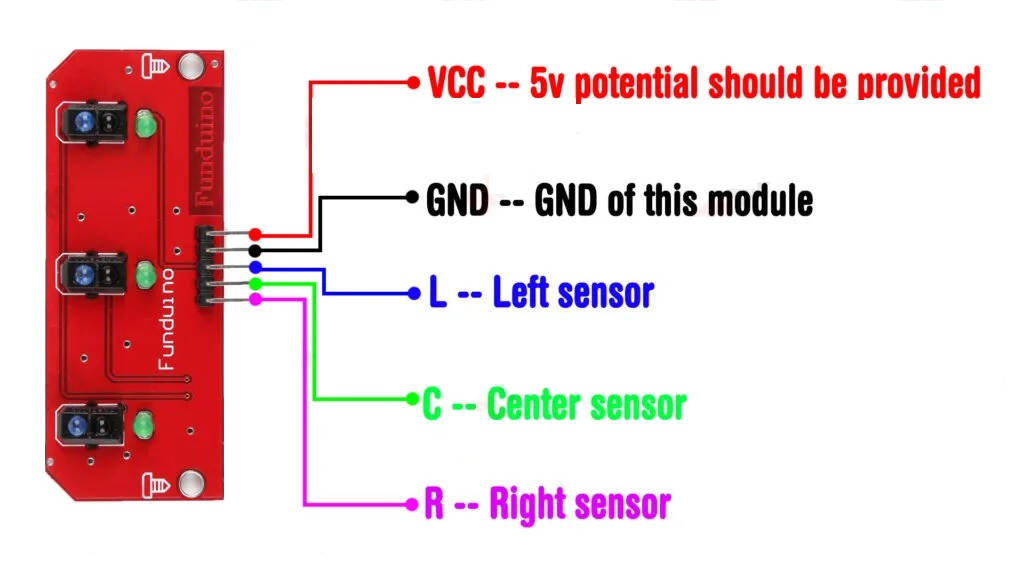 VCC -- 5v potential should be provided
Funduino
GND -- GND of this module
L -- Left sensor
Funduino
C -- Center sensor
R -- Right sensor